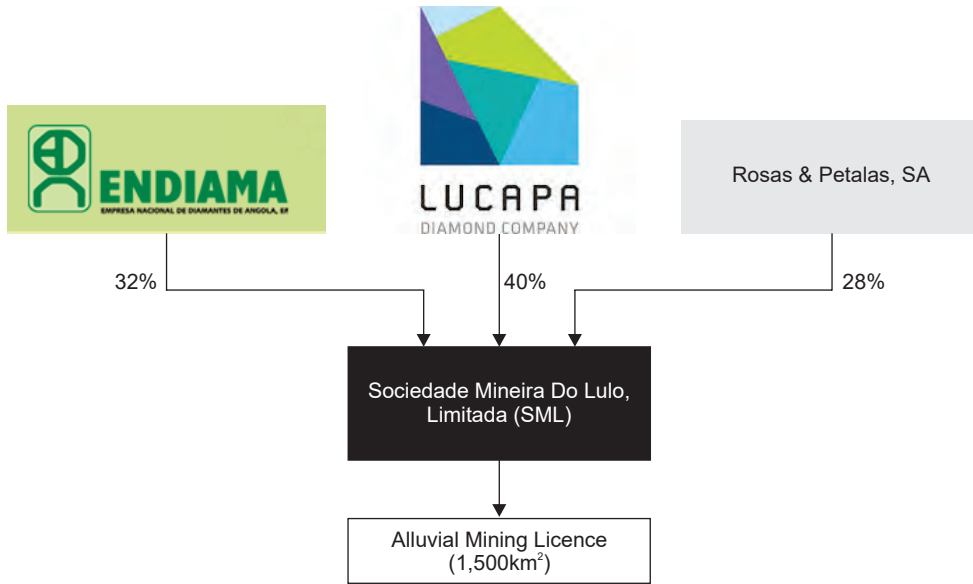 ENDIAMA
EMPRESA NACIONAL DE DIAMANTES DE ANGOLA, EP.
LUCAPA
DIAMOND COMPANY
Rosas & Petalas, SA
32%
40%
28%
Sociedade Mineira Do Lulo,
Limitada (SML)
Alluvial Mining Licence
(1,500km²)